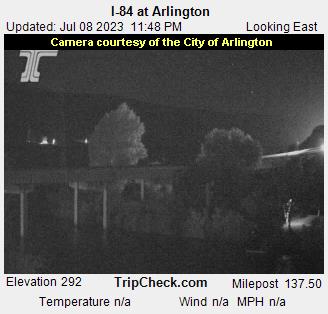 I-84 at Arlington
Updated: Jul 08 2023 11:48 PM Looking East
Camera courtesy of the City of Arlington
Elevation 292 TripCheck.com Milepost 137.50
Temperature n/a Wind n/a MPH n/a